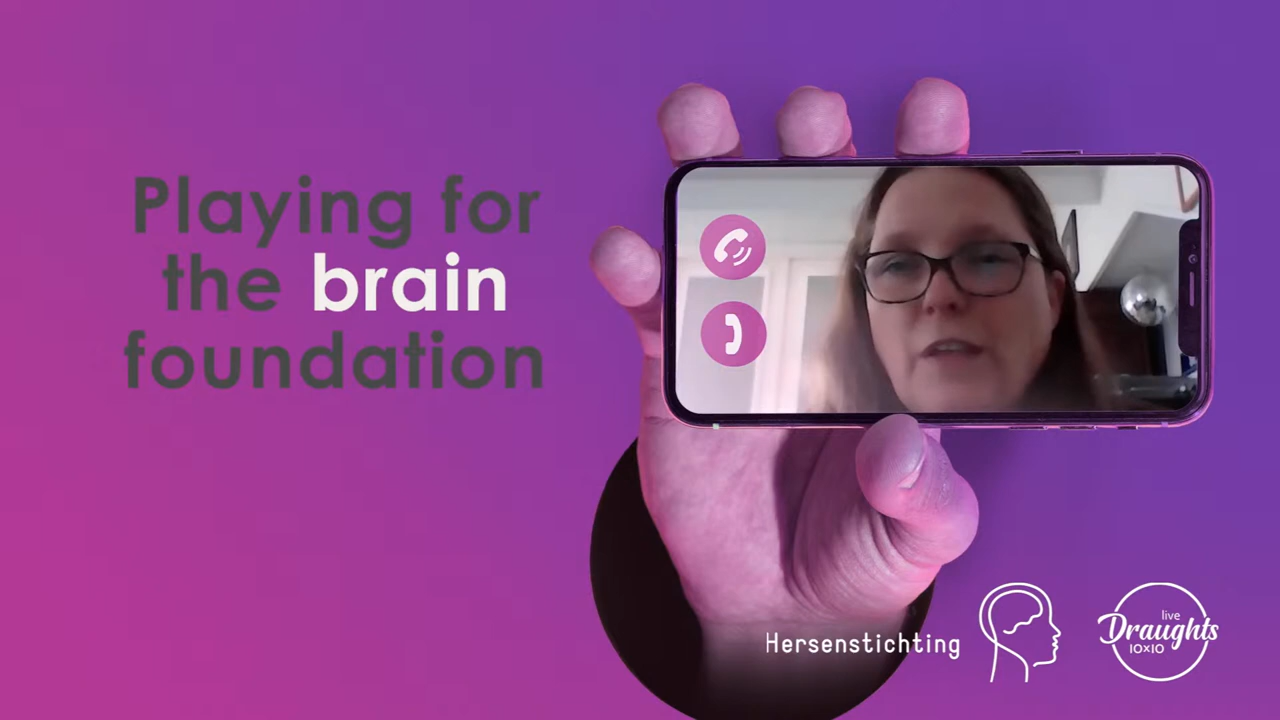 Playing for
the brain
foundation
Hersenstichting
live
Draughts
10x10